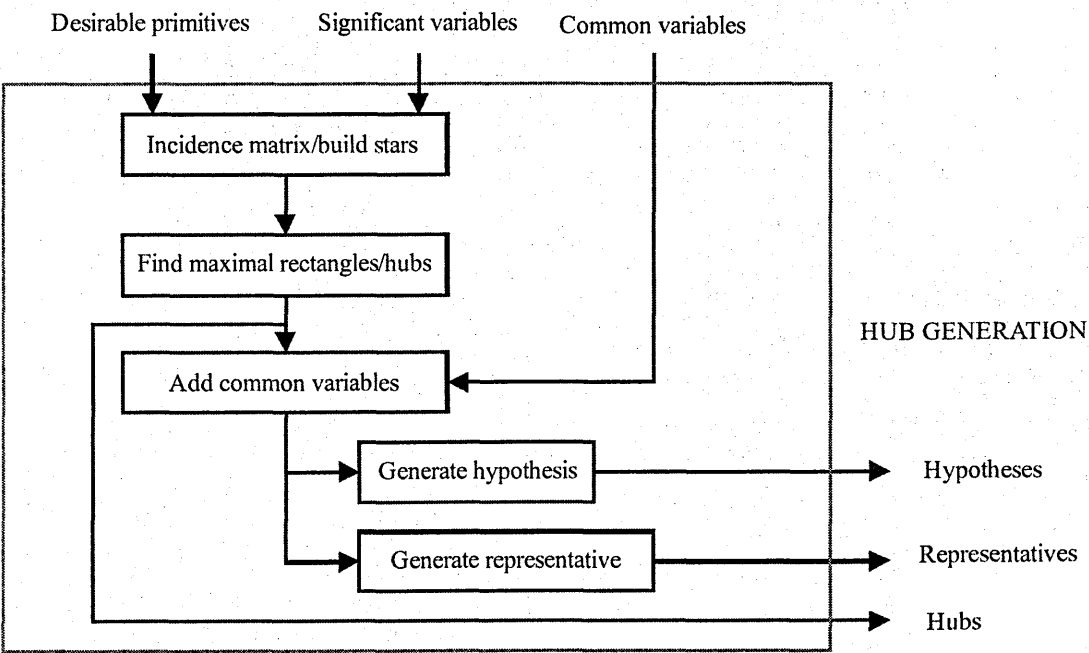 Desirable primitives
Significant variables
Common variables
Incidence matrix/build stars
Find maximal rectangles/hubs
HUB GENERATION
Add common variables
Generate hypothesis
Hypotheses
Generate representative
Representatives
Hubs